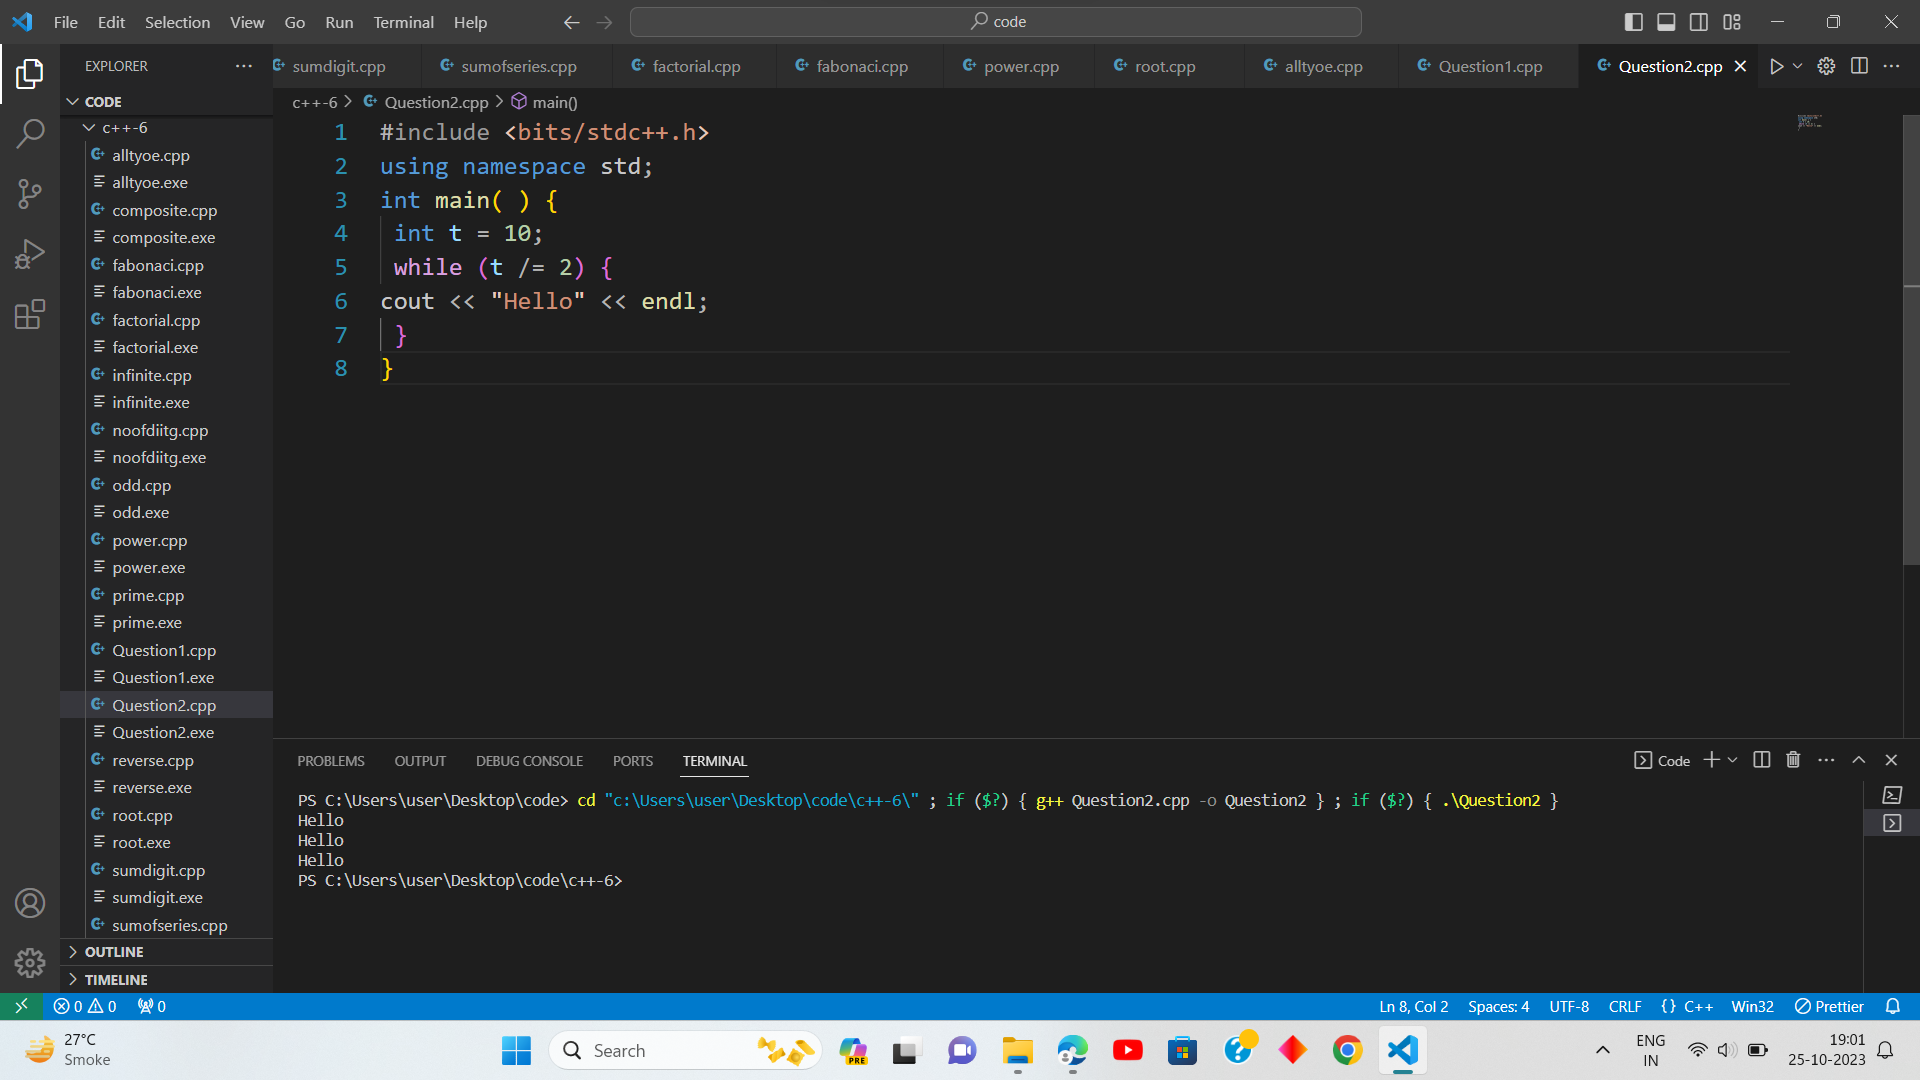 File Edit Selection View Go Run Terminal Help
code
EXPLORER
sumdigit.cpp sumofseries.cpp factorial.cpp fabonaci.cpp power.cpp root.cpp alltyoe.cpp Question1.cpp Question2.cpp
CODE
c++-6
alltyoe.cpp
alltyoe.exe
composite.cpp
composite.exe
fabonaci.cpp
fabonaci.exe
factorial.cpp
factorial.exe
infinite.cpp
infinite.exe
noofdiitg.cpp
noofdiitg.exe
odd.cpp
odd.exe
power.cpp
power.exe
prime.cpp
prime.exe
Question1.cpp
Question1.exe
Question2.cpp
Question2.exe
reverse.cpp
reverse.exe
root.cpp
root.exe
sumdigit.cpp
sumdigit.exe
sumofseries.cpp
OUTLINE
TIMELINE
c++-6 > Question2.cpp > main()
1 #include <bits/stdc++.h>
2 using namespace std;
3 int main( ) {
4 int t = 10;
5 while (t /= 2) {
6 cout << "Hello" << endl;
7 }
8 }
PROBLEMS OUTPUT DEBUG CONSOLE PORTS TERMINAL
Code
PS C:\Users\user\Desktop\code> cd "c:\Users\user\Desktop\code\c++-6\" ; if ($?) { g++ Question2.cpp -o Question2 } ; if ($?) { .\Question2 }
Hello
Hello
Hello
PS C:\Users\user\Desktop\code\c++-6>
0 0 0
Ln 8, Col 2 Spaces: 4 UTF-8 CRLF {} C++ Win32 Prettier
27°C
Smoke
Search
PRE
ENG
IN
19:01
25-10-2023